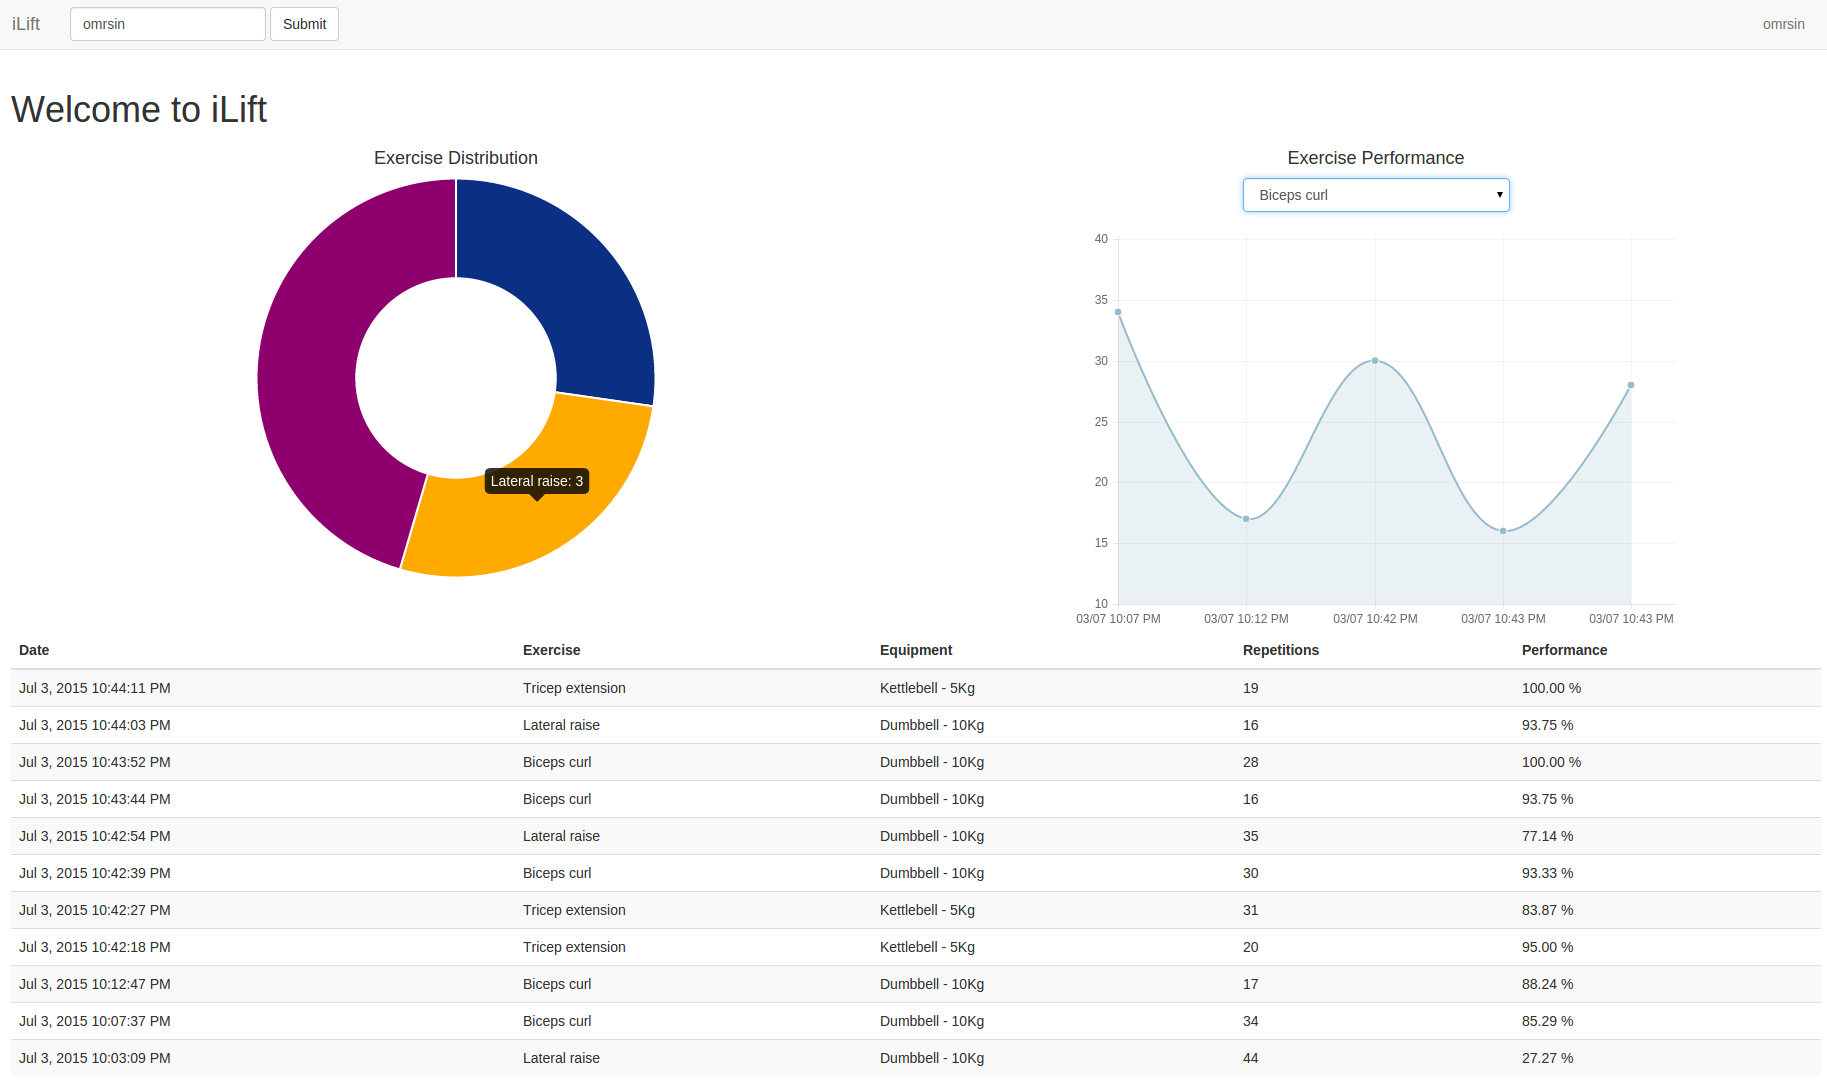 iLift omrsin Submit omrsin
Welcome to iLift
Exercise Distribution
Lateral raise: 3
Exercise Performance
Biceps curl
40
35
30
25
20
15
10
03/07 10:07 PM 03/07 10:12 PM 03/07 10:42 PM 03/07 10:43 PM 03/07 10:43 PM
Date Exercise Equipment Repetitions Performance
Jul 3, 2015 10:44:11 PM Tricep extension Kettlebell - 5Kg 19 100.00 %
Jul 3, 2015 10:44:03 PM Lateral raise Dumbbell - 10Kg 16 93.75 %
Jul 3, 2015 10:43:52 PM Biceps curl Dumbbell - 10Kg 28 100.00 %
Jul 3, 2015 10:43:44 PM Biceps curl Dumbbell - 10Kg 16 93.75 %
Jul 3, 2015 10:42:54 PM Lateral raise Dumbbell - 10Kg 35 77.14 %
Jul 3, 2015 10:42:39 PM Biceps curl Dumbbell - 10Kg 30 93.33 %
Jul 3, 2015 10:42:27 PM Tricep extension Kettlebell - 5Kg 31 83.87 %
Jul 3, 2015 10:42:18 PM Tricep extension Kettlebell - 5Kg 20 95.00 %
Jul 3, 2015 10:12:47 PM Biceps curl Dumbbell - 10Kg 17 88.24 %
Jul 3, 2015 10:07:37 PM Biceps curl Dumbbell - 10Kg 34 85.29 %
Jul 3, 2015 10:03:09 PM Lateral raise Dumbbell - 10Kg 44 27.27 %